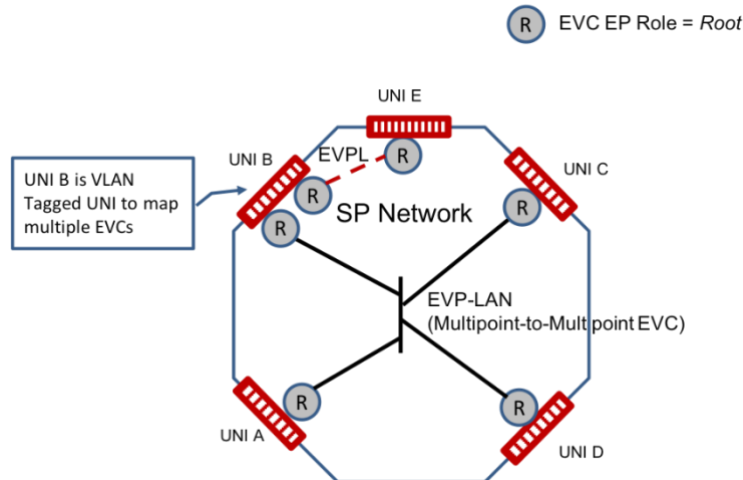 R EVC EP Role = Root
UNI E
UNI B
EVPL
R
R
UNI C
UNI B is VLAN
Tagged UNI to map
multiple EVCs
R
R
SP Network
EVP-LAN
(Multipoint-to-Multipoint EVC)
R
R
UNI A
UNI D